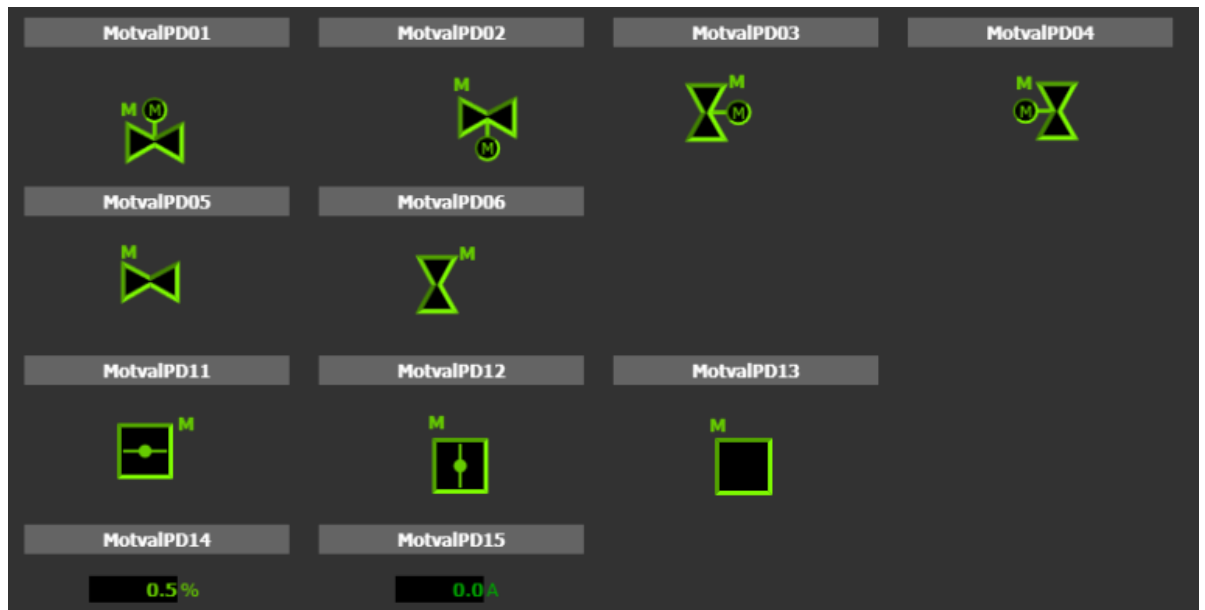 MotvalPD01 MotvalPD02 MotvalPD03 MotvalPD04
M M M M
M M M M
MotvalPD05 MotvalPD06
M M
MotvalPD11 MotvalPD12 MotvalPD13
M M M
MotvalPD14 MotvalPD15
0.5% 0.0A